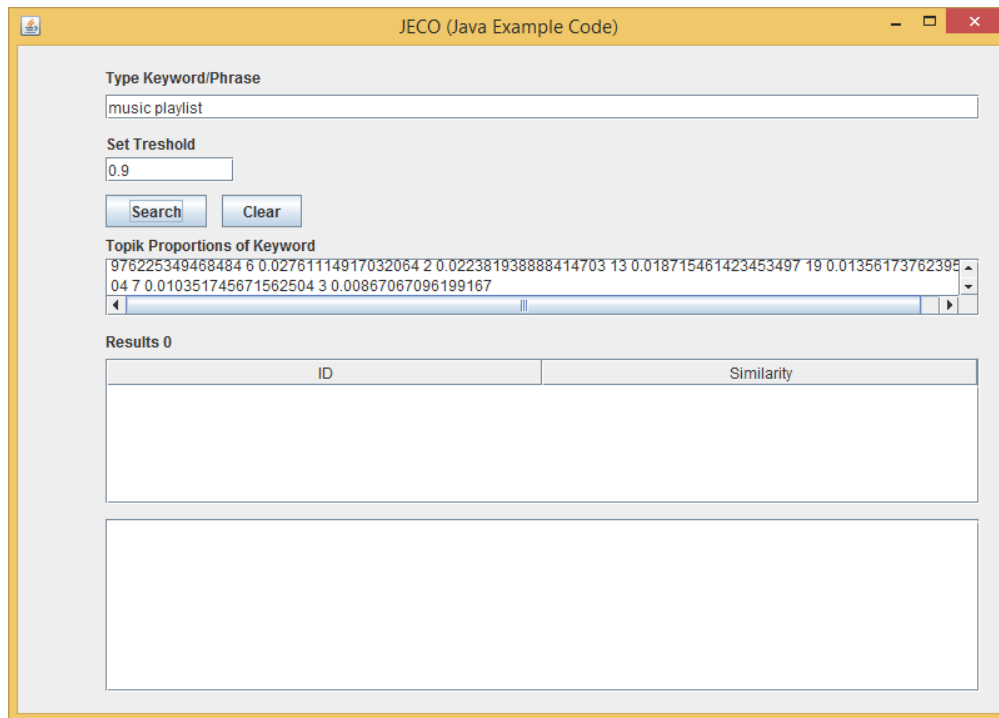 JECO (Java Example Code)
Type Keyword/Phrase
music playlist
Set Treshold
0.9
Search Clear
Topik Proportions of Keyword
976225349468484 6 0.02761114917032064 2 0.022381938888414703 13 0.018715461423453497 19 0.01356173762395
04 7 0.010351745671562504 3 0.00867067096199167
Results 0
ID Similarity